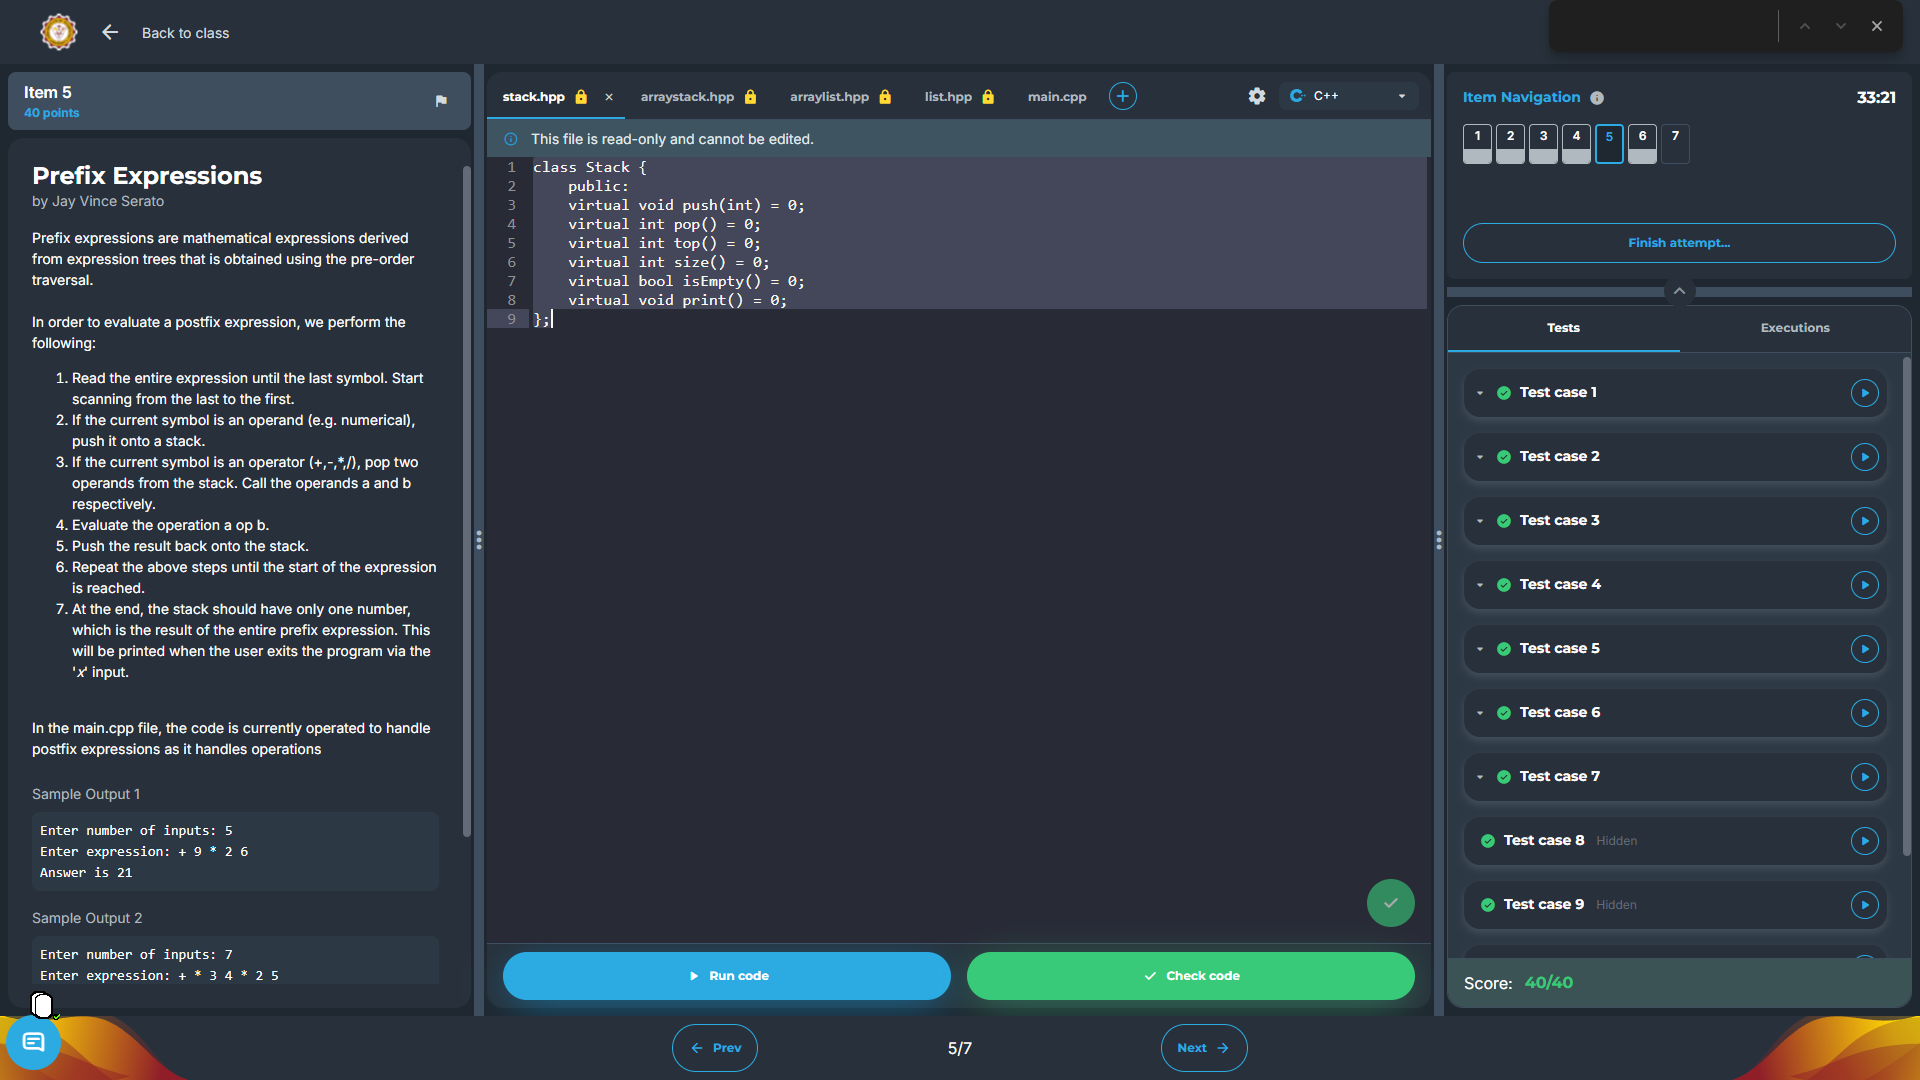 Back to class
Item 5
40 points
Prefix Expressions
by Jay Vince Serato
Prefix expressions are mathematical expressions derived
from expression trees that is obtained using the pre-order
traversal.
In order to evaluate a postfix expression, we perform the
following:
1. Read the entire expression until the last symbol. Start
scanning from the last to the first.
2. If the current symbol is an operand (e.g. numerical),
push it onto a stack.
3. If the current symbol is an operator (+,-,*,/), pop two
operands from the stack. Call the operands a and b
respectively.
4. Evaluate the operation a op b.
5. Push the result back onto the stack.
6. Repeat the above steps until the start of the expression
is reached.
7. At the end, the stack should have only one number,
which is the result of the entire prefix expression. This
will be printed when the user exits the program via the
'x' input.
In the main.cpp file, the code is currently operated to handle
postfix expressions as it handles operations
Sample Output 1
Enter number of inputs: 5
Enter expression: + 9 * 2 6
Answer is 21
Sample Output 2
Enter number of inputs: 7
Enter expression: + * 3 4 * 2 5
stack.hpp
arraystack.hpp
arraylist.hpp
list.hpp
main.cpp
C++
This file is read-only and cannot be edited.
1 class Stack {
2 public:
3 virtual void push(int) = 0;
4 virtual int pop() = 0;
5 virtual int top() = 0;
6 virtual int size() = 0;
7 virtual bool isEmpty() = 0;
8 virtual void print() = 0;
9 };
Run code
Check code
Item Navigation
33:21
1 2 3 4 5 6 7
Finish attempt...
Tests
Executions
Test case 1
Test case 2
Test case 3
Test case 4
Test case 5
Test case 6
Test case 7
Test case 8 Hidden
Test case 9 Hidden
Score: 40/40
Prev
5/7
Next